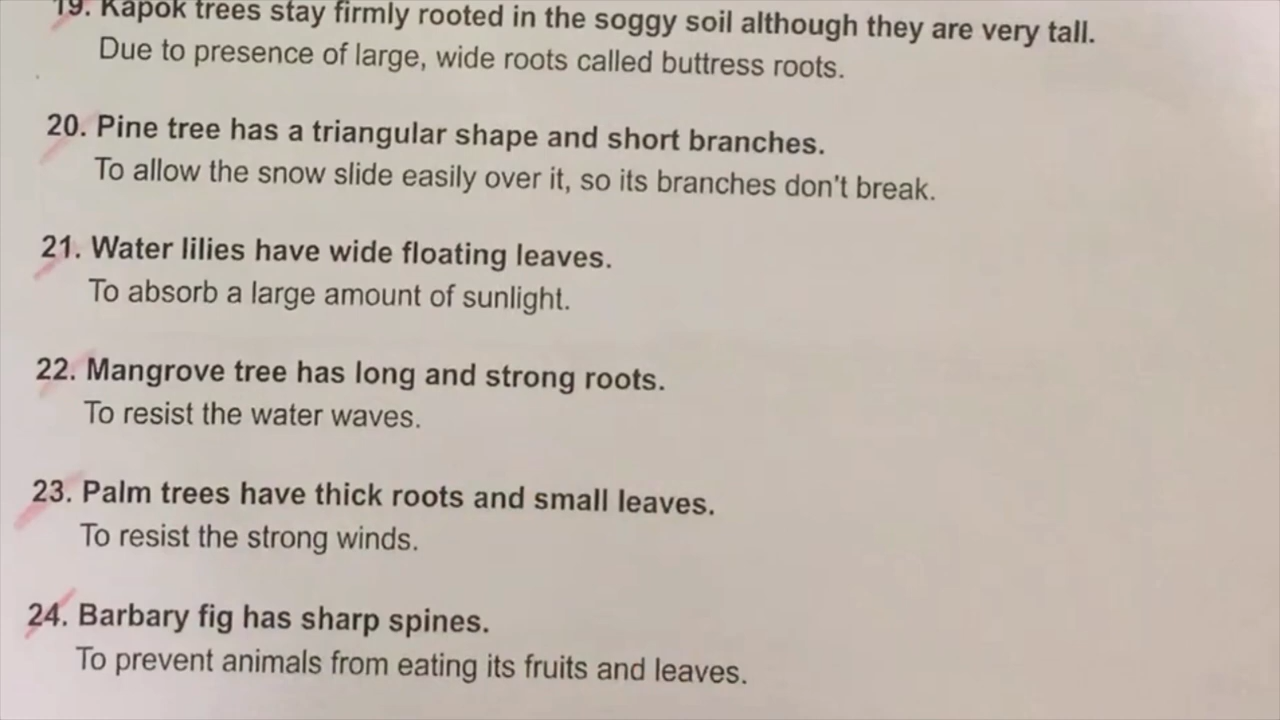 19. Kapok trees stay firmly rooted in the soggy soil although they are very tall.
Due to presence of large, wide roots called buttress roots.
20. Pine tree has a triangular shape and short branches.
To allow the snow slide easily over it, so its branches don't break.
21. Water lilies have wide floating leaves.
To absorb a large amount of sunlight.
22. Mangrove tree has long and strong roots.
To resist the water waves.
23. Palm trees have thick roots and small leaves.
To resist the strong winds.
24. Barbary fig has sharp spines.
To prevent animals from eating its fruits and leaves.